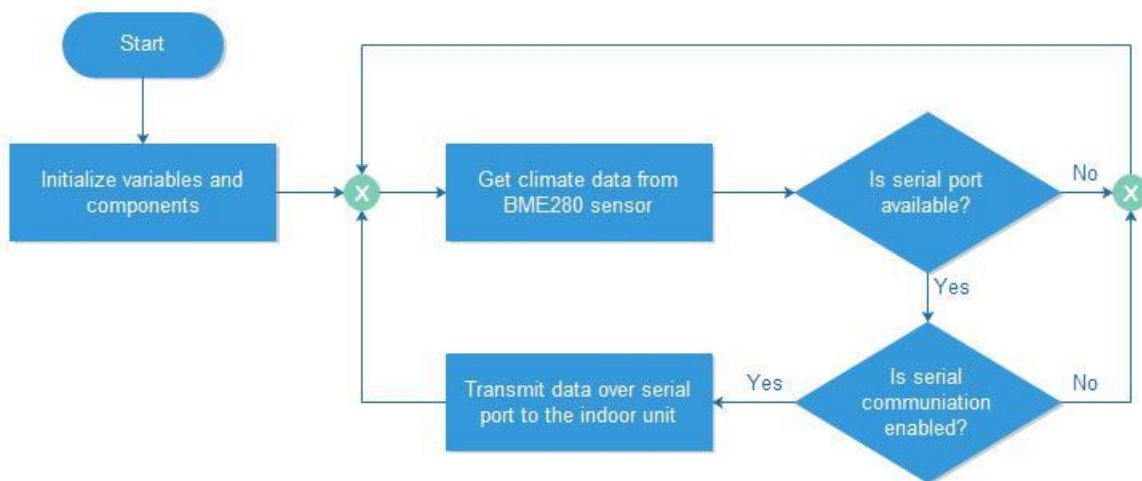 Start
Initialize variables and
components
X
Get climate data from
BME280 sensor
Is serial port
available?
No
X
Yes
Transmit data over serial
port to the indoor unit
Yes
Is serial
communiation
enabled?
No